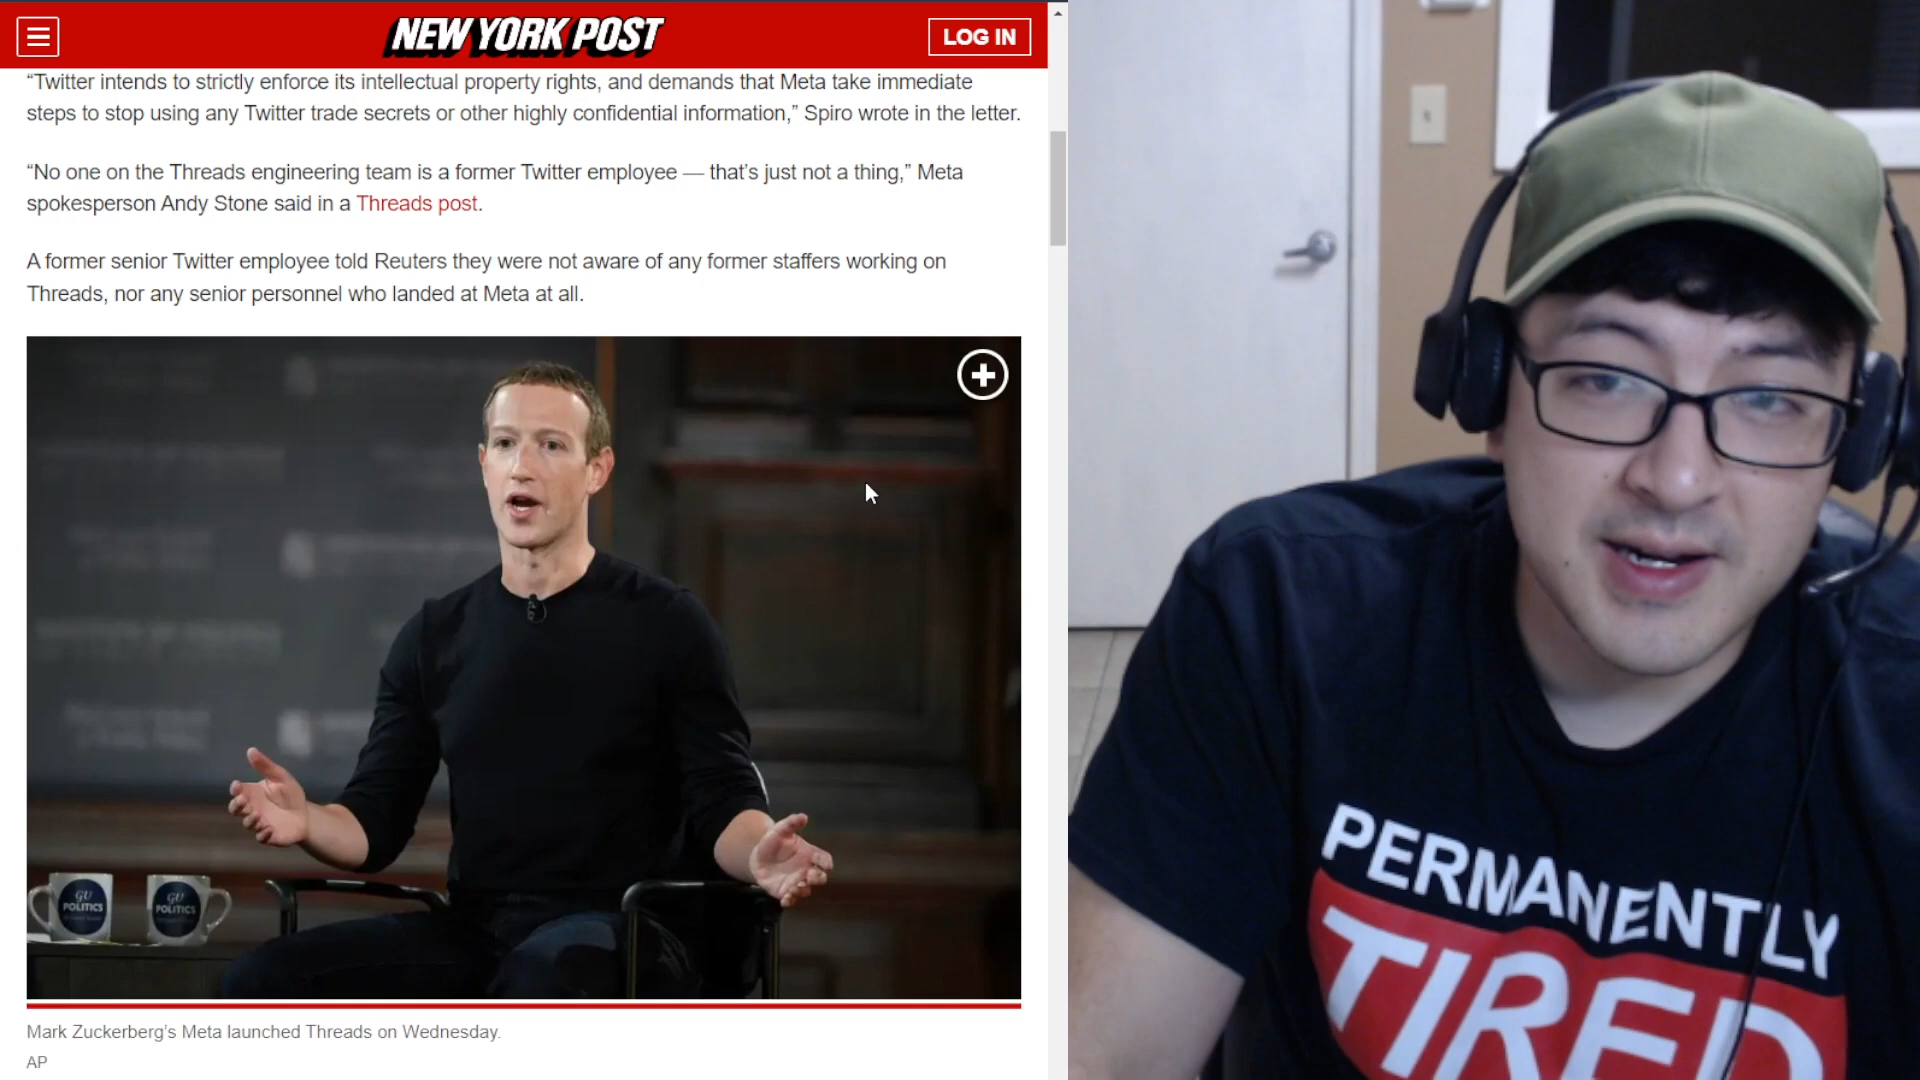 NEW YORK POST
LOG IN
“Twitter intends to strictly enforce its intellectual property rights, and demands that Meta take immediate
steps to stop using any Twitter trade secrets or other highly confidential information,” Spiro wrote in the letter.
“No one on the Threads engineering team is a former Twitter employee — that’s just not a thing,” Meta
spokesperson Andy Stone said in a Threads post.
A former senior Twitter employee told Reuters they were not aware of any former staffers working on
Threads, nor any senior personnel who landed at Meta at all.
GU
POLITICS
GU
POLITICS
Mark Zuckerberg’s Meta launched Threads on Wednesday.
AP
PERMANENTLY
TIRED